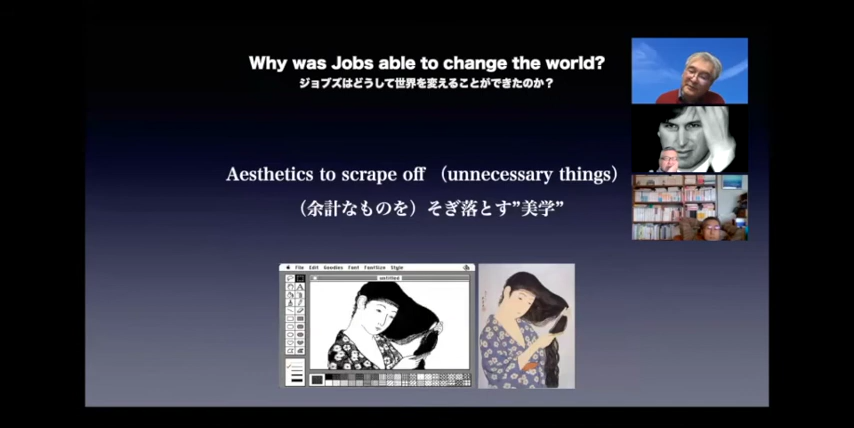 Why was Jobs able to change the world?
ジョブズはどうして世界を変えることができたのか？
Aesthetics to scrape off （unnecessary things）
（余計なものを）そぎ落とす”美学”
File Edit Goodies Font FontSize Style
untitled